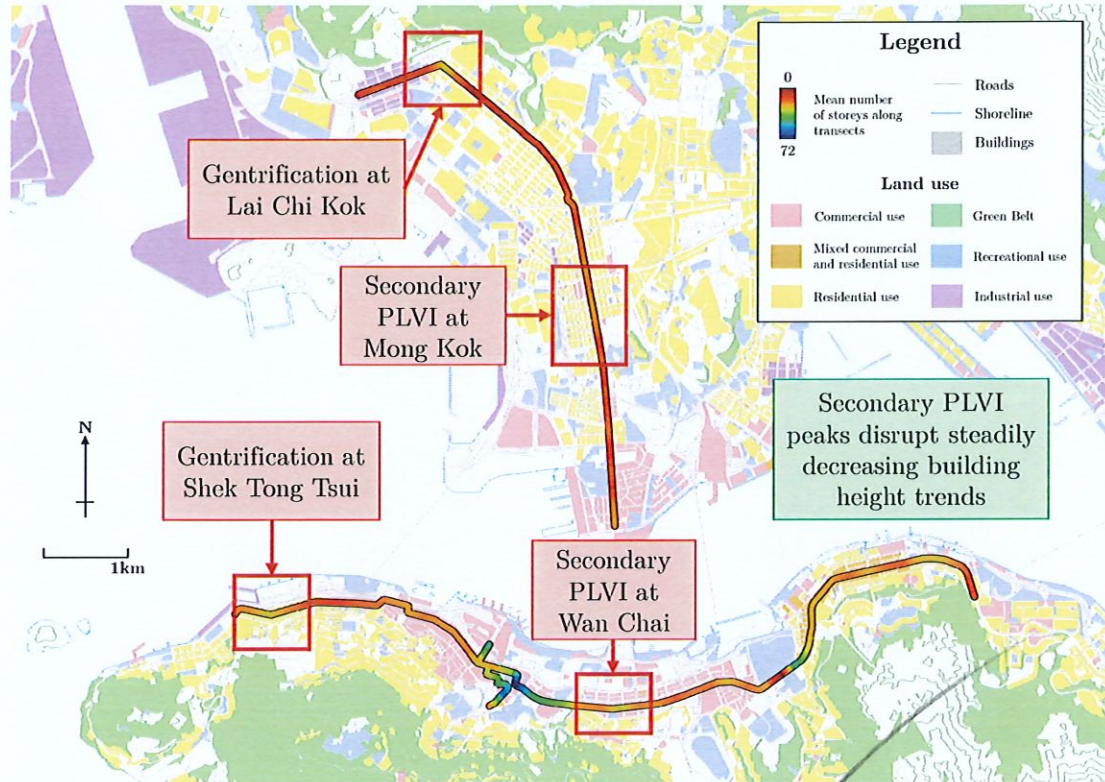 Legend
0
Mean number
of storeys along
transects
72
Roads
Shoreline
Buildings
Land use
Commercial use
Mixed commercial
and residential use
Residential use
Green Belt
Recreational use
Industrial use
Gentrification at
Lai Chi Kok
Secondary
PLVI at
Mong Kok
Secondary PLVI
peaks disrupt steadily
decreasing building
height trends
N
Gentrification at
Shek Tong Tsui
1km
Secondary
PLVI at
Wan Chai